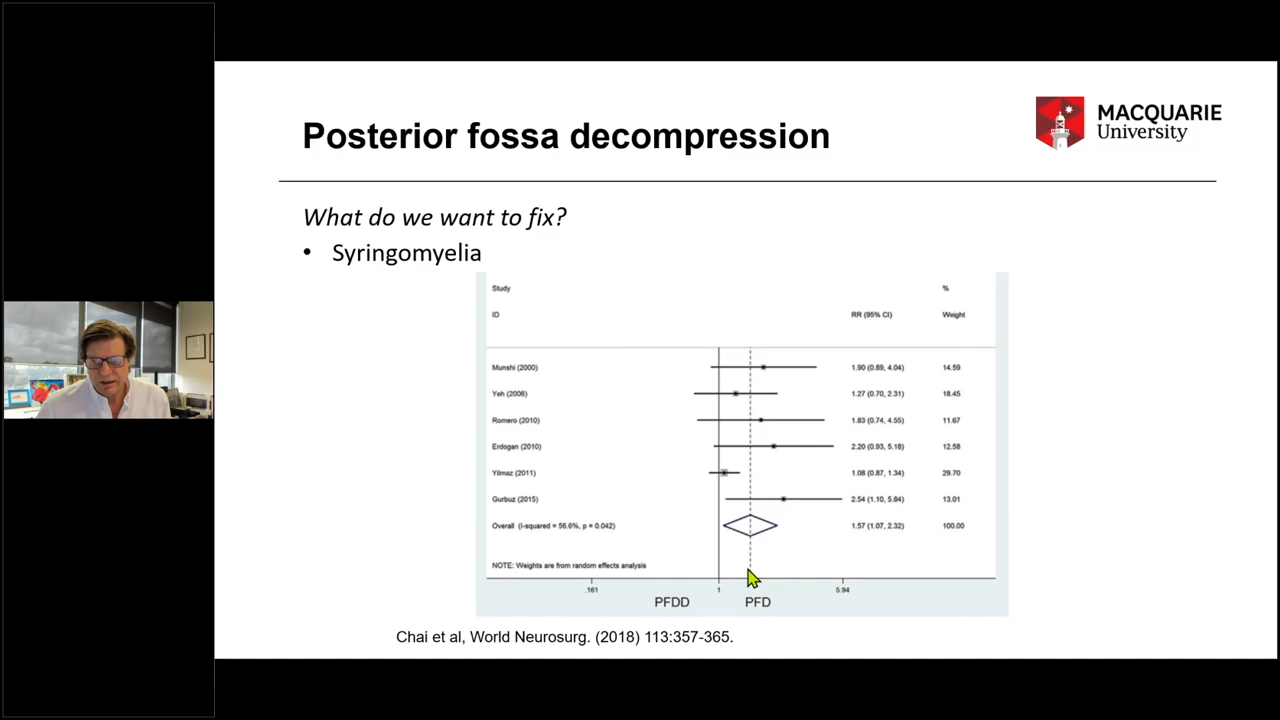 Posterior fossa decompression
MACQUARIE
University
What do we want to fix?
• Syringomyelia
Study %
ID RR (95% CI) Weight
Munshi (2000) 1.90 (0.89, 4.04) 14.59
Yeh (2006) 1.27 (0.70, 2.31) 18.45
Romero (2010) 1.83 (0.74, 4.55) 11.67
Erdogan (2010) 2.20 (0.93, 5.18) 12.58
Yilmaz (2011) 1.08 (0.87, 1.34) 29.70
Gurbuz (2015) 2.54 (1.10, 5.84) 13.01
Overall (I-squared = 56.6%, p = 0.042) 1.57 (1.07, 2.32) 100.00
NOTE: Weights are from random effects analysis
.161 1 5.94
PFDD PFD
Chai et al, World Neurosurg. (2018) 113:357-365.